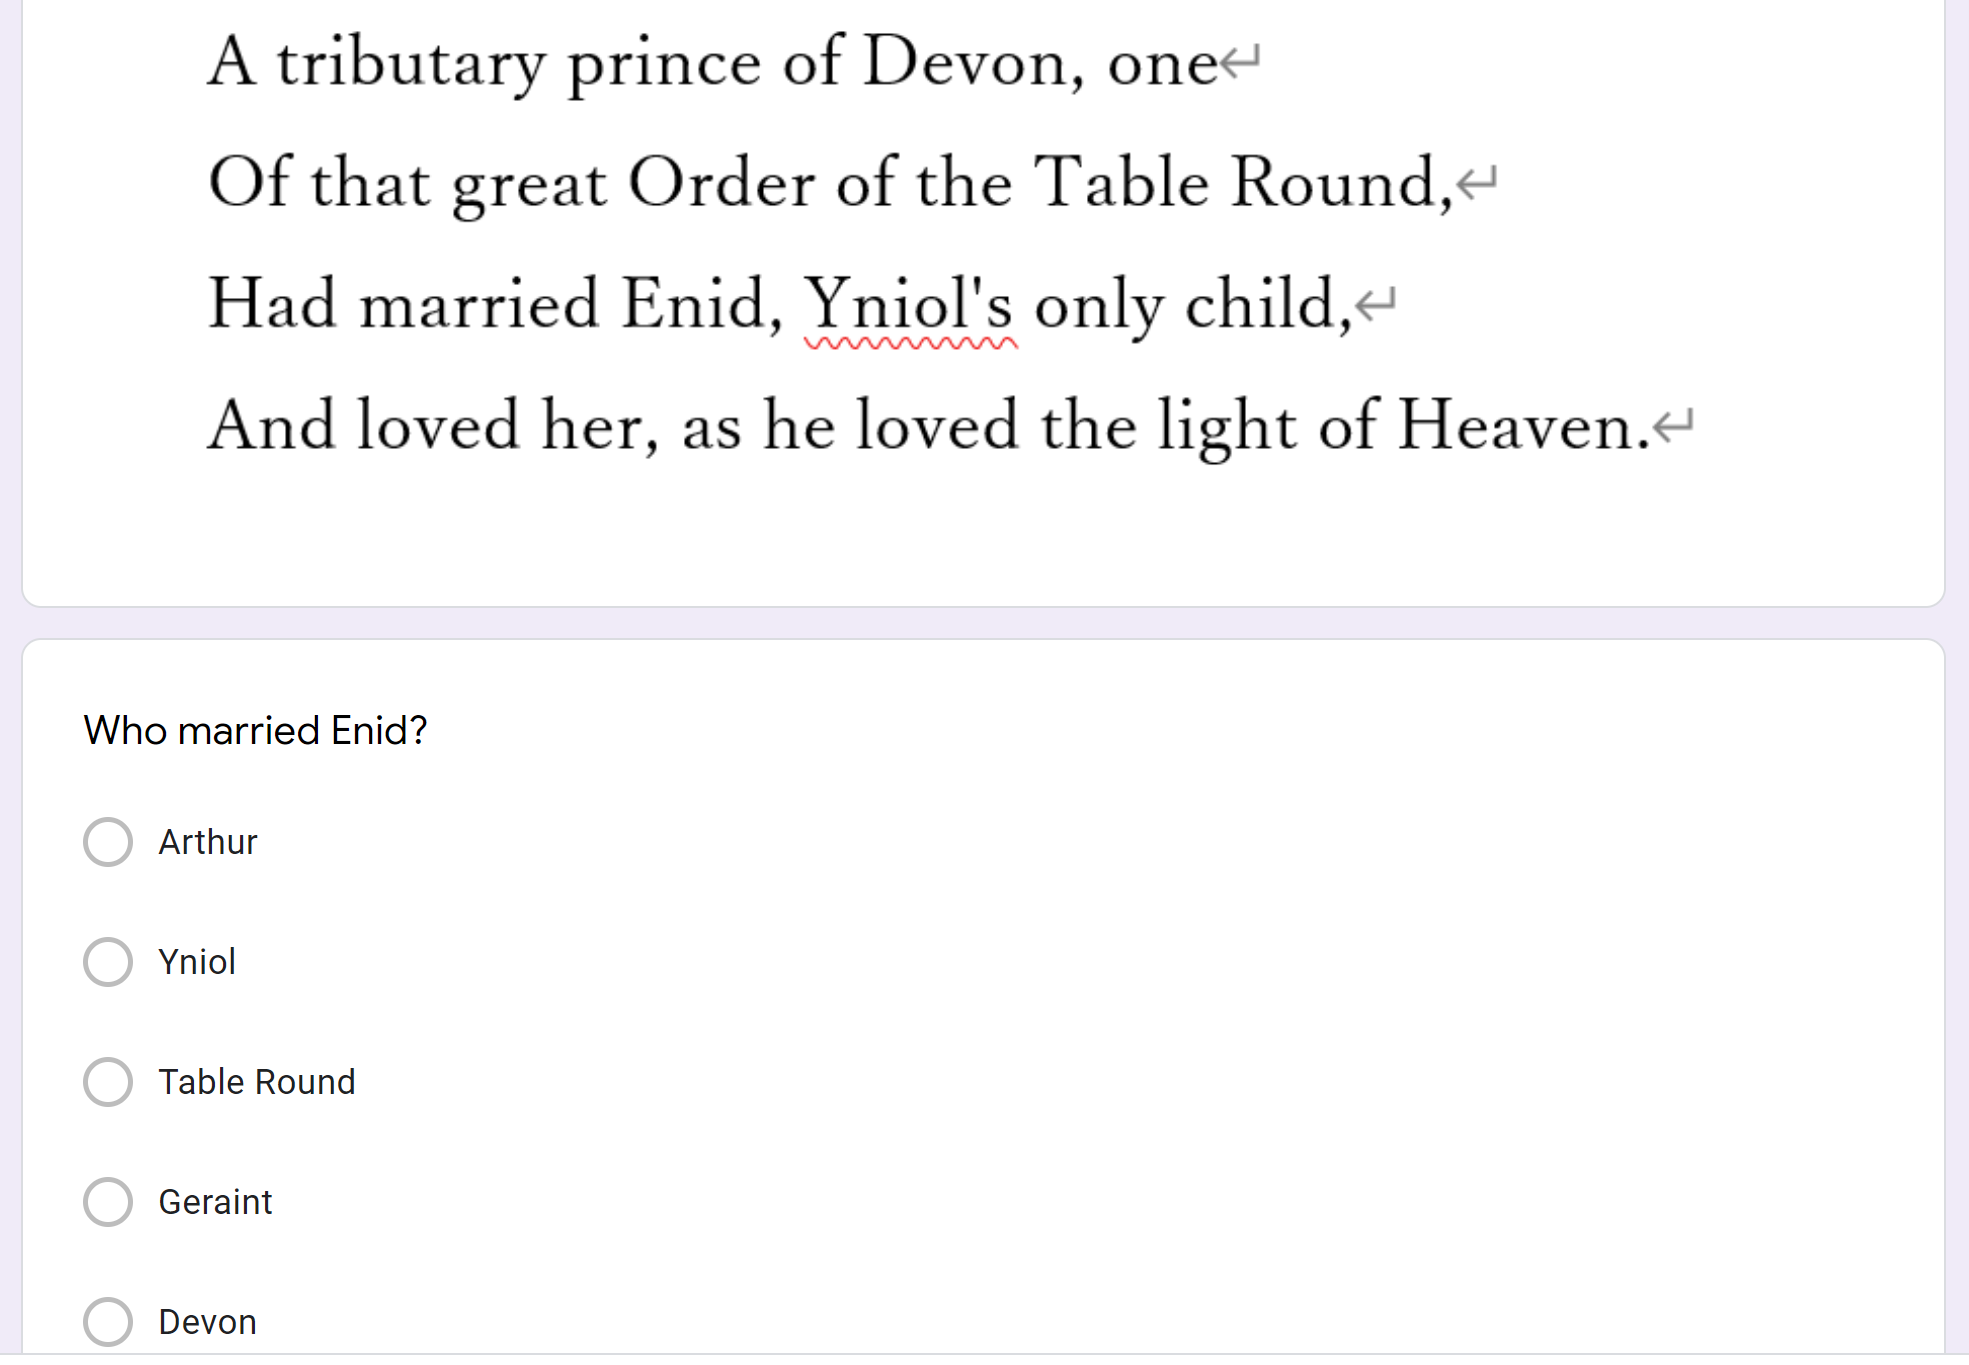 A tributary prince of Devon, one
Of that great Order of the Table Round,
Had married Enid, Yniol's only child,
And loved her, as he loved the light of Heaven.
Who married Enid?
Arthur
Yniol
Table Round
Geraint
Devon